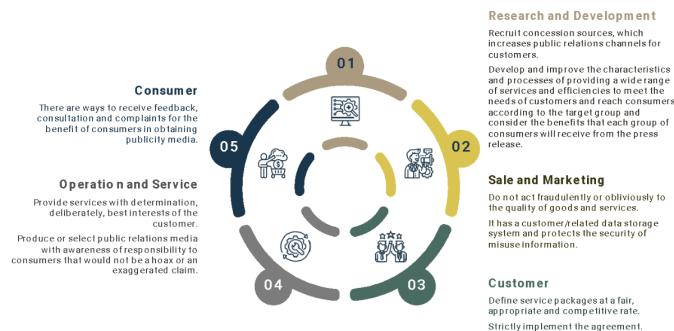 Research and Development
Recruit concession sources, which
increases public relations channels for
customers.
Develop and improve the characteristics
and processes of providing a wide range
of services and efficiencies to meet the
needs of customers and reach consumers
according to the target group and
consider the benefits that each group of
consumers will receive from the press
release.
01
Consumer
There are ways to receive feedback,
consultation and complaints for the
benefit of consumers in obtaining
publicity media.
05
02
Operation and Service
Provide services with determination,
deliberately, best interests of the
customer.
Produce or select public relations media
with awareness of responsibility to
consumers that would not be a hoax or an
exaggerated claim.
Sale and Marketing
Do not act fraudulently or obliviously to
the quality of goods and services.
It has a customer/related data storage
system and protects the security of
misuse information.
04
03
Customer
Define service packages at a fair,
appropriate and competitive rate.
Strictly implement the agreement.